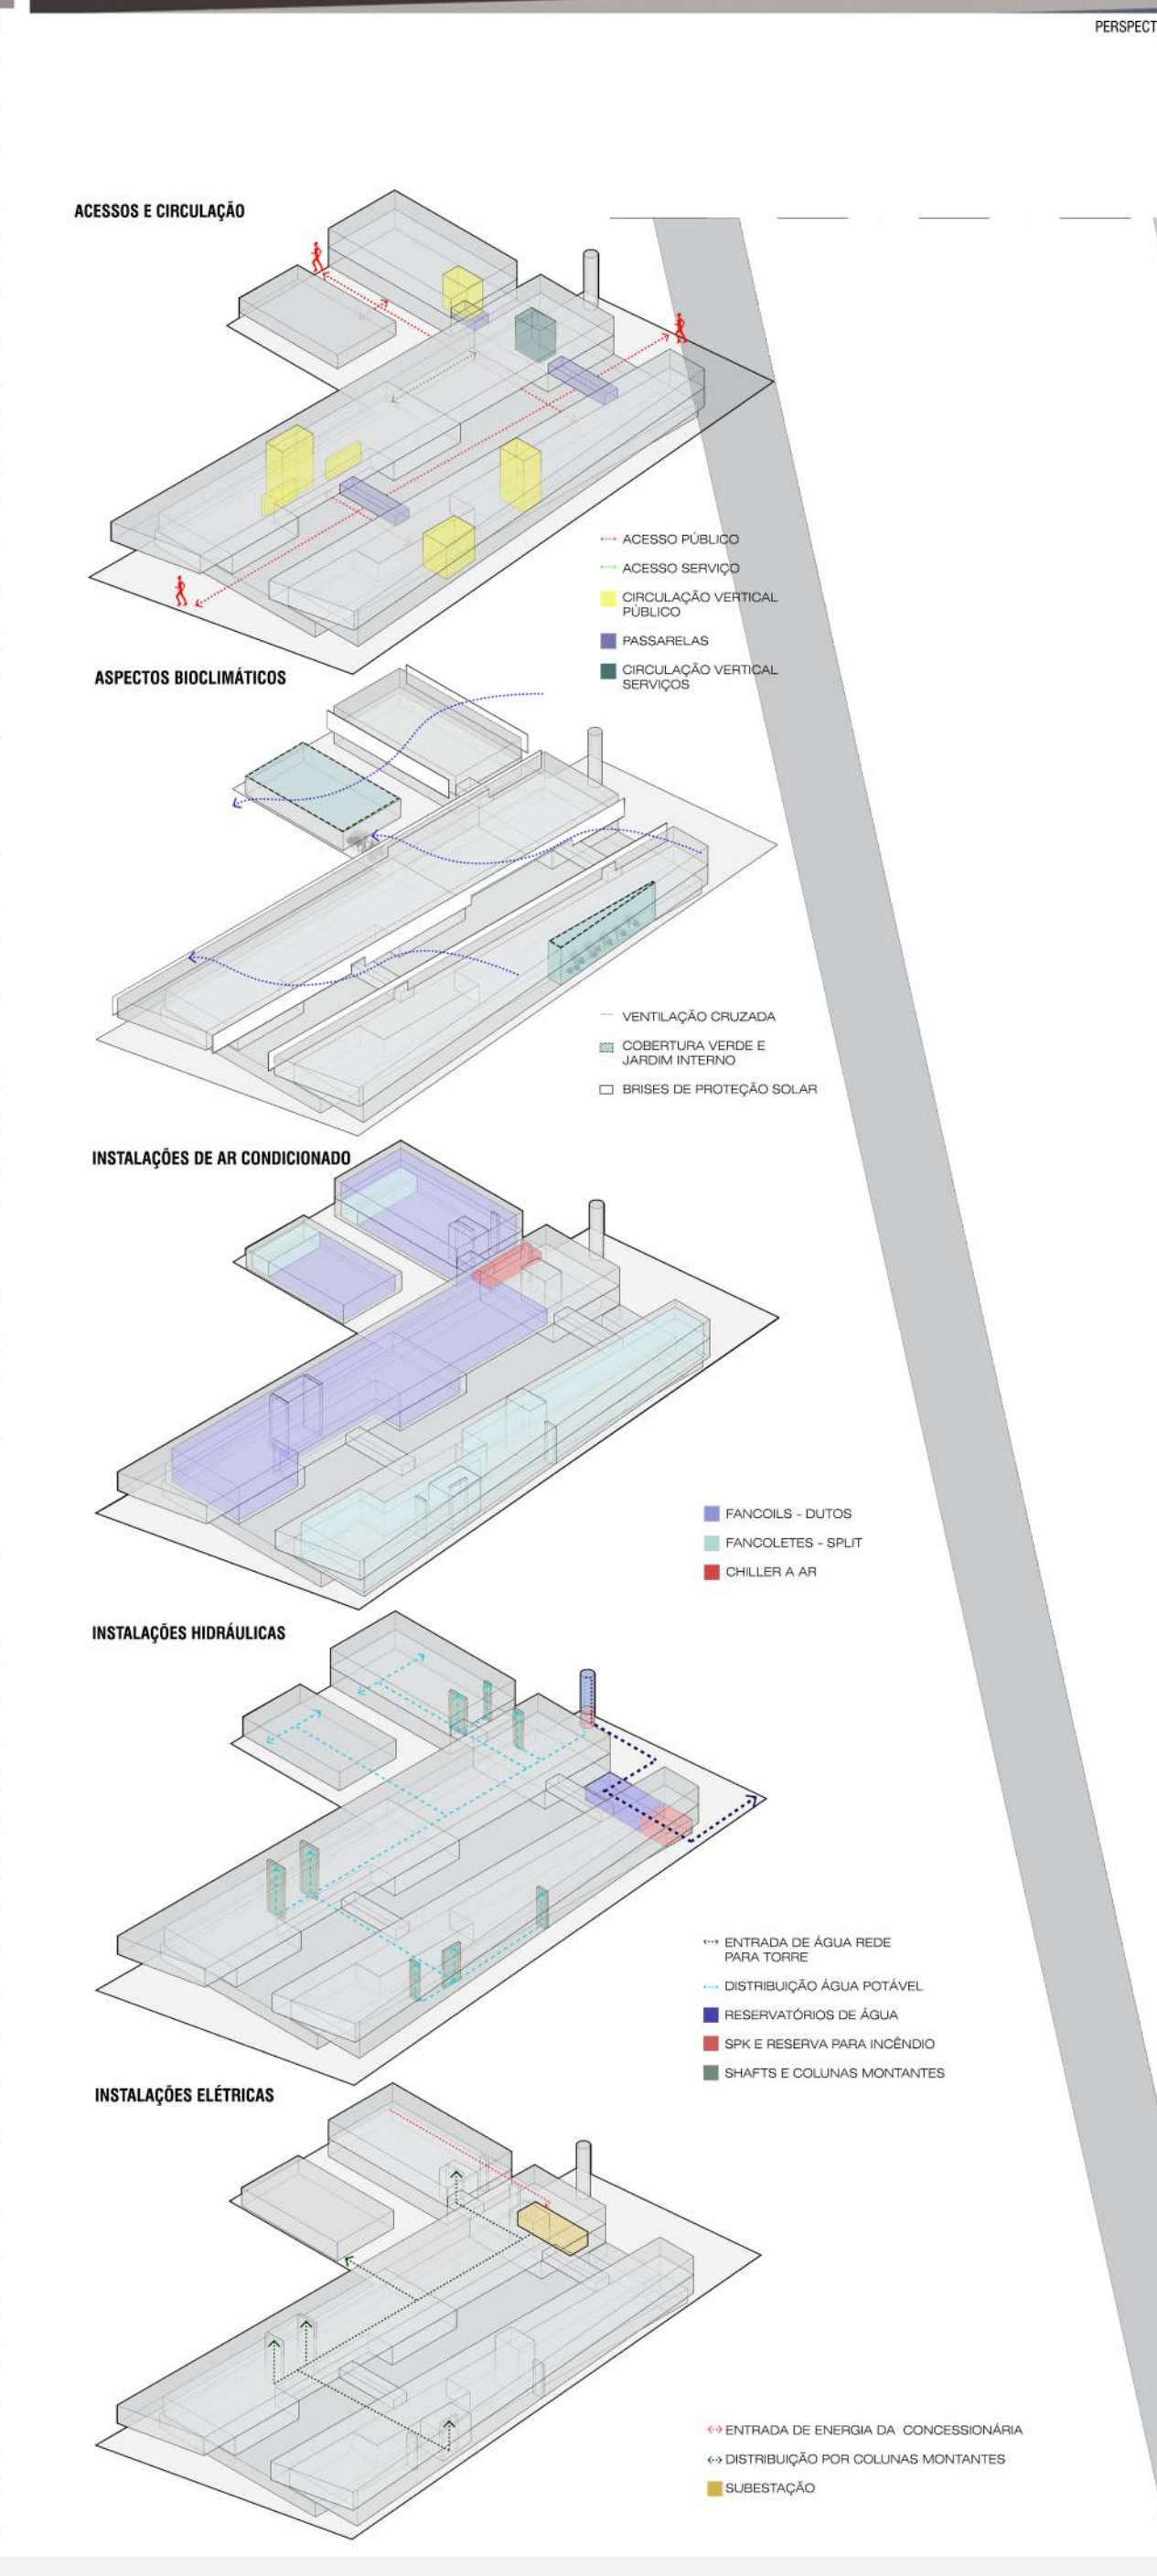 PERSPECT
ACESSOS E CIRCULAÇÃO
ACESSO PÚBLICO
ACESSO SERVIÇO
CIRCULAÇÃO VERTICAL
PÚBLICO
PASSARELAS
CIRCULAÇÃO VERTICAL
SERVIÇOS
ASPECTOS BIOCLIMÁTICOS
VENTILAÇÃO CRUZADA
COBERTURA VERDE E
JARDIM INTERNO
BRISES DE PROTEÇÃO SOLAR
INSTALAÇÕES DE AR CONDICIONADO
FANCOILS - DUTOS
FANCOLETES - SPLIT
CHILLER A AR
INSTALAÇÕES HIDRÁULICAS
ENTRADA DE ÁGUA REDE
PARA TORRE
DISTRIBUIÇÃO ÁGUA POTÁVEL
RESERVATÓRIOS DE ÁGUA
SPK E RESERVA PARA INCÊNDIO
SHAFTS E COLUNAS MONTANTES
INSTALAÇÕES ELÉTRICAS
ENTRADA DE ENERGIA DA CONCESSIONÁRIA
DISTRIBUIÇÃO POR COLUNAS MONTANTES
SUBESTAÇÃO